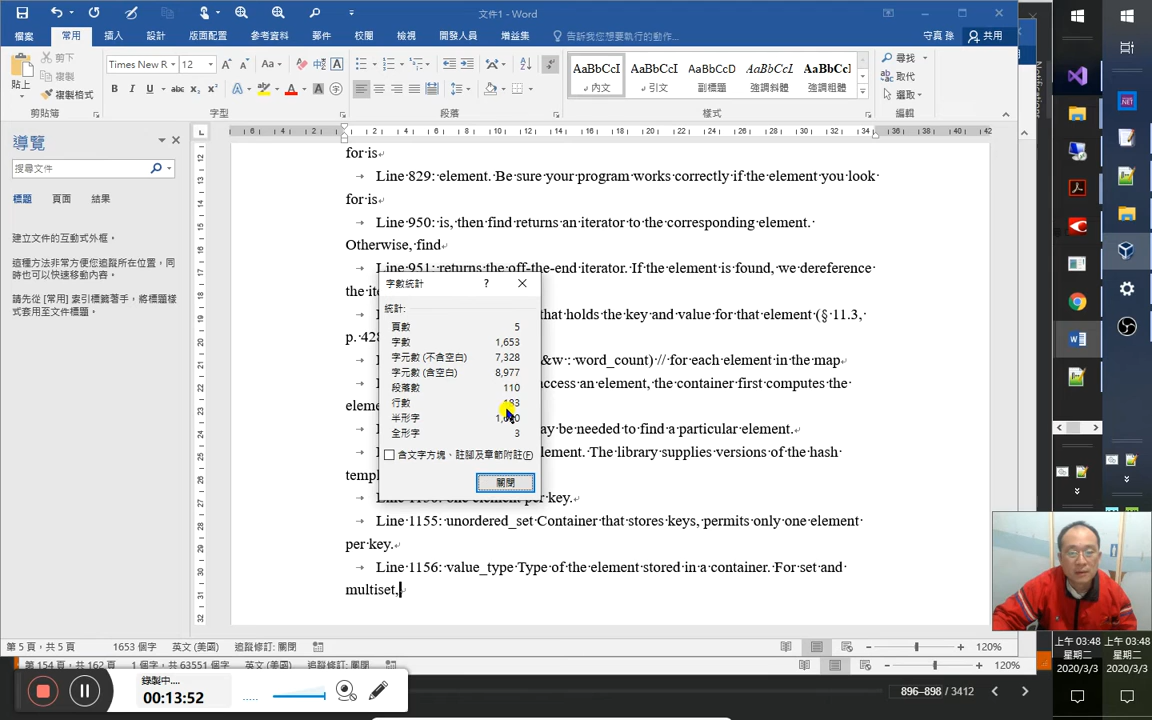 文件1 - Word
檔案 常用 插入 設計 版面配置 參考資料 郵件 校閱 檢視 開發人員 增益集 告訴我您想要執行的動作... 守真 孫 共用
貼上 剪下 複製 複製格式
Times New R 12
AaBbCcI AaBbCcI AaBbCcD AaBbCcL AaBbCcl
內文 引文 副標題 強調斜體 強調粗體
尋找 取代 選取
剪貼簿 字型 段落 樣式 編輯
導覽
搜尋文件
標題 頁面 結果
建立文件的互動式外框。
這種方法非常方便您追蹤所在位置，同
時也可以快速移動內容。
請先從 [常用] 索引標籤著手，將標題樣
式套用至文件標題。
for is
Line 829: element. Be sure your program works correctly if the element you look
for is
Line 950: is, then find returns an iterator to the corresponding element.
Otherwise, find
Line 951: returns the off-the-end iterator. If the element is found, we dereference
the it
that holds the key and value for that element (§ 11.3,
p. 428
&w : word_count) // for each element in the map
access an element, the container first computes the
eleme
ay be needed to find a particular element.
lement. The library supplies versions of the hash
templ
one element per key.
Line 1155: unordered_set Container that stores keys, permits only one element
per key.
Line 1156: value_type Type of the element stored in a container. For set and
multiset,
字數統計 ?
統計:
頁數 5
字數 1,653
字元數 (不含空白) 7,328
字元數 (含空白) 8,977
段落數 110
行數 183
半形字
全形字 3
含文字方塊、註腳及章節附註(F)
關閉
第 5 頁，共 5 頁 1653 個字 英文 (美國) 追蹤修訂: 關閉 120%
第 154 頁，共 162 頁 1 個字，共 63551 個字 英文 (美國) 追蹤修訂: 關閉 120%
錄製中....
00:13:52
896–898 / 3412
Notifications
.NET
上午 03:48 上午 03:48
星期二 星期二
2020/3/3 2020/3/3